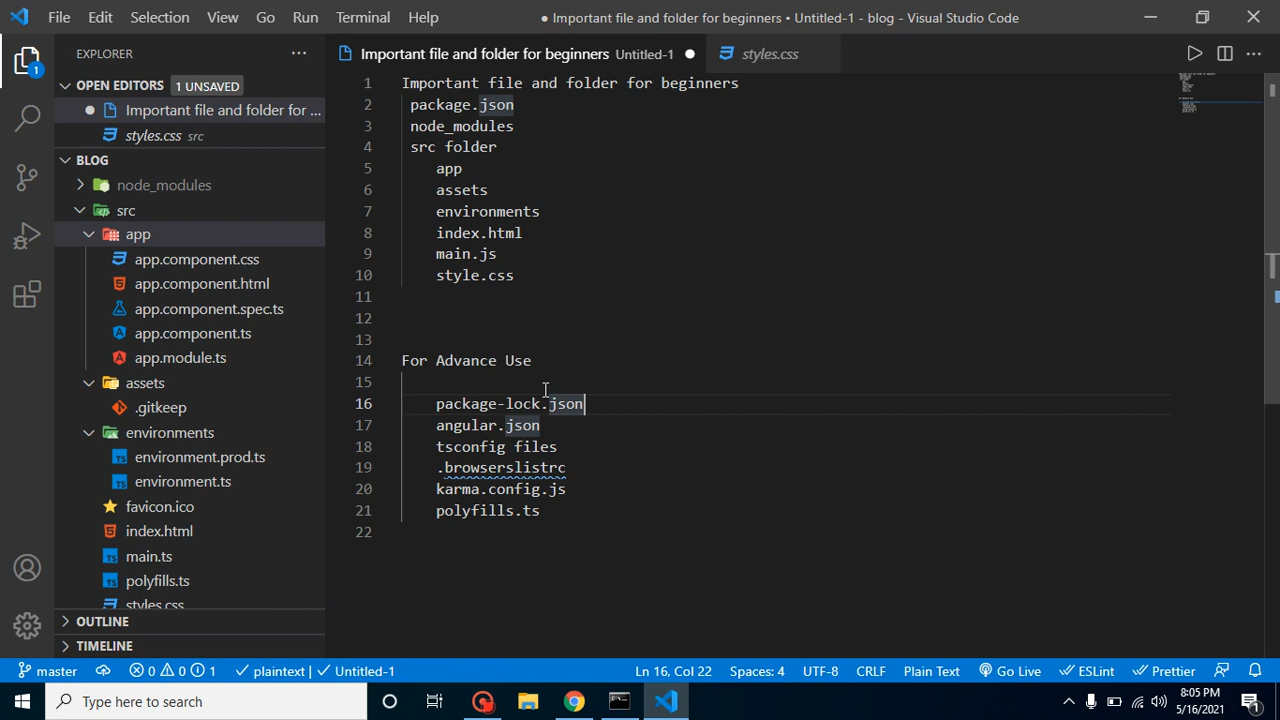 File Edit Selection View Go Run Terminal Help ● Important file and folder for beginners • Untitled-1 - blog - Visual Studio Code
EXPLORER
Important file and folder for beginners Untitled-1
styles.css
OPEN EDITORS 1 UNSAVED
Important file and folder for ...
styles.css src
BLOG
node_modules
src
app
app.component.css
app.component.html
app.component.spec.ts
app.component.ts
app.module.ts
assets
.gitkeep
environments
environment.prod.ts
environment.ts
favicon.ico
index.html
main.ts
polyfills.ts
styles.css
OUTLINE
TIMELINE
1 Important file and folder for beginners
2 package.json
3 node_modules
4 src folder
5 app
6 assets
7 environments
8 index.html
9 main.js
10 style.css
11
12
13
14 For Advance Use
15
16 package-lock.json
17 angular.json
18 tsconfig files
19 .browserslistrc
20 karma.config.js
21 polyfills.ts
22
master 0 0 1 plaintext | Untitled-1 Ln 16, Col 22 Spaces: 4 UTF-8 CRLF Plain Text Go Live ESLint Prettier
Type here to search
8:05 PM
5/16/2021
1